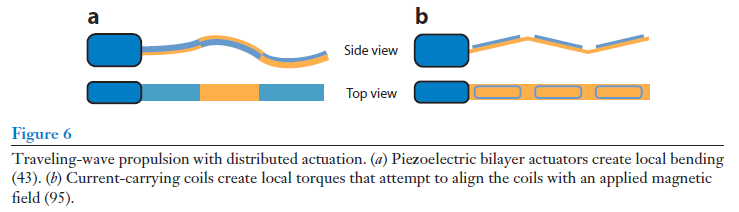 a
b
Side view
Top view
Figure 6
Traveling-wave propulsion with distributed actuation. (a) Piezoelectric bilayer actuators create local bending
(43). (b) Current-carrying coils create local torques that attempt to align the coils with an applied magnetic
field (95).